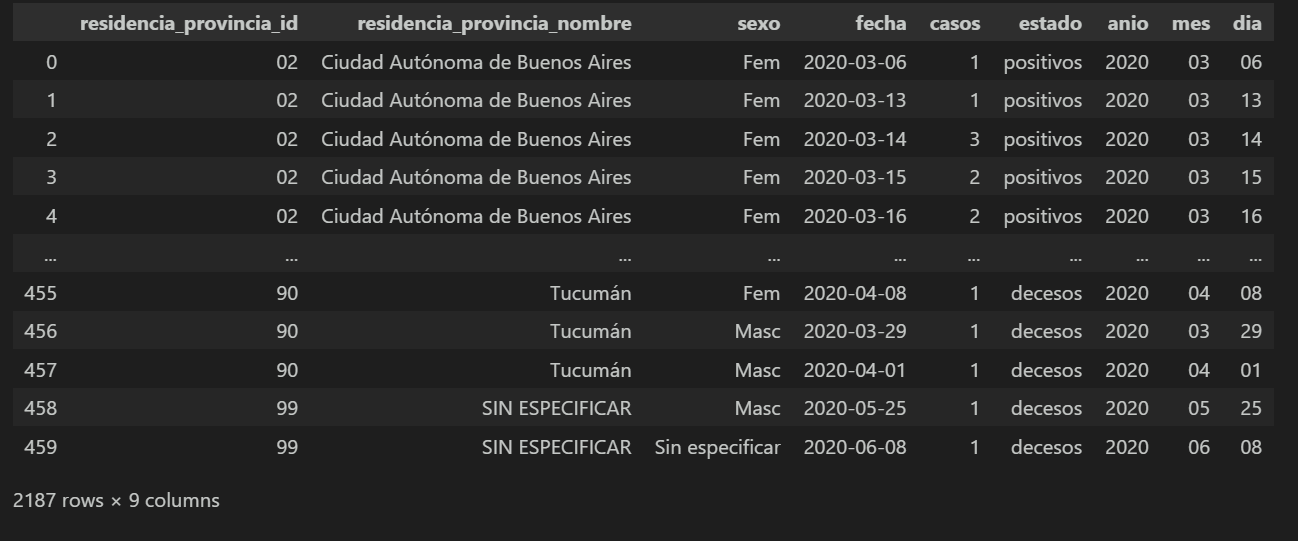 residencia_provincia_id residencia_provincia_nombre sexo fecha casos estado anio mes dia
0 02 Ciudad Autónoma de Buenos Aires Fem 2020-03-06 1 positivos 2020 03 06
1 02 Ciudad Autónoma de Buenos Aires Fem 2020-03-13 1 positivos 2020 03 13
2 02 Ciudad Autónoma de Buenos Aires Fem 2020-03-14 3 positivos 2020 03 14
3 02 Ciudad Autónoma de Buenos Aires Fem 2020-03-15 2 positivos 2020 03 15
4 02 Ciudad Autónoma de Buenos Aires Fem 2020-03-16 2 positivos 2020 03 16
... ... ... ... ... ... ... ... ... ...
455 90 Tucumán Fem 2020-04-08 1 decesos 2020 04 08
456 90 Tucumán Masc 2020-03-29 1 decesos 2020 03 29
457 90 Tucumán Masc 2020-04-01 1 decesos 2020 04 01
458 99 SIN ESPECIFICAR Masc 2020-05-25 1 decesos 2020 05 25
459 99 SIN ESPECIFICAR Sin especificar 2020-06-08 1 decesos 2020 06 08
2187 rows × 9 columns